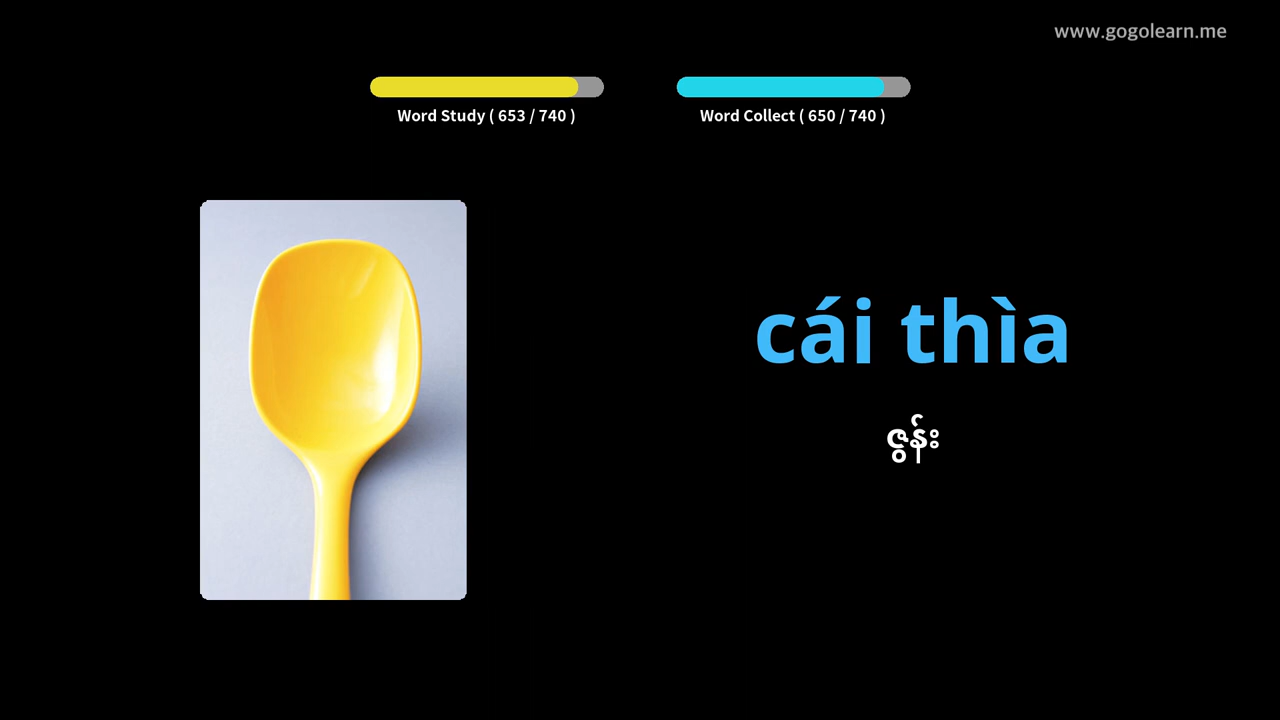 www.gogolearn.me
Word Study ( 653 / 740 )
Word Collect ( 650 / 740 )
cái thìa
ဇွန်း